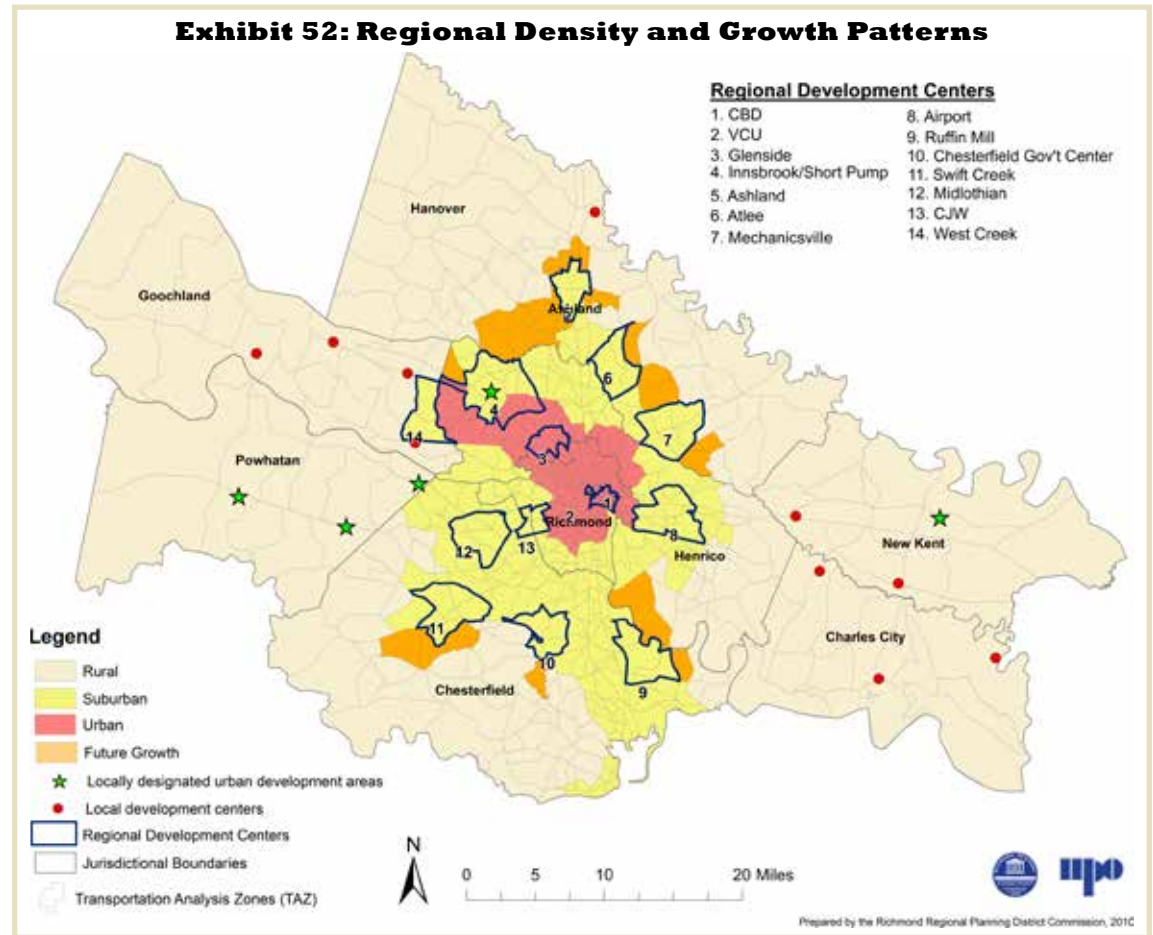 Exhibit 52: Regional Density and Growth Patterns
Regional Development Centers
1. CBD
2. VCU
3. Glenside
4. Innsbrook/Short Pump
5. Ashland
6. Atlee
7. Mechanicsville
8. Airport
9. Ruffin Mill
10. Chesterfield Gov't Center
11. Swift Creek
12. Midlothian
13. CJW
14. West Creek
Hanover
Goochland
Ashland
6
4
14
7
3
Powhatan
1
2
Richmond
8
12
13
Henrico
New Kent
11
10
9
Charles City
Chesterfield
Legend
Rural
Suburban
Urban
Future Growth
Locally designated urban development areas
Local development centers
Regional Development Centers
Jurisdictional Boundaries
Transportation Analysis Zones (TAZ)
N
0 5 10 20 Miles
mpo
Prepared by the Richmond Regional Planning District Commission, 2010